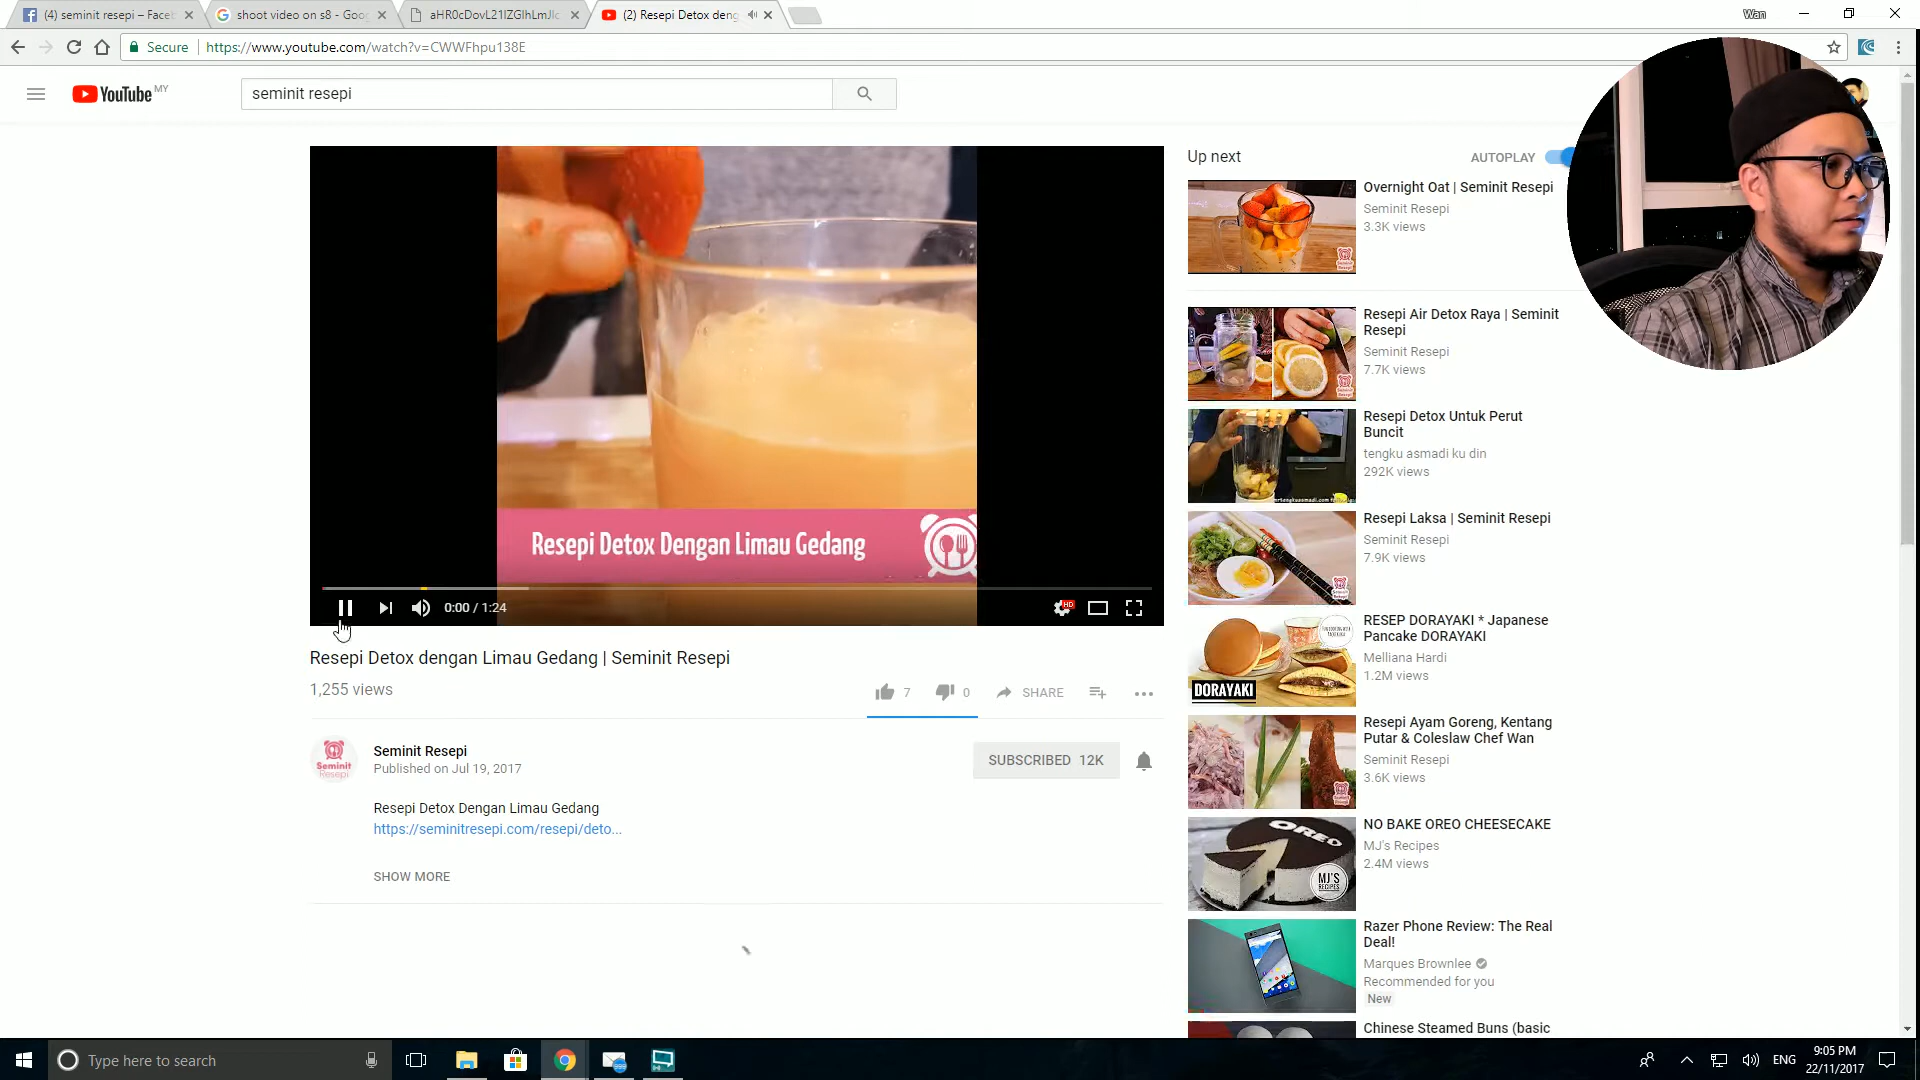 (4) seminit resepi – Face
shoot video on s8 - Goo
aHR0cDovL21lZGlhLmJlc
(2) Resepi Detox deng
Wan
Secure
https://www.youtube.com/watch?v=CWWFhpu138E
YouTube MY
seminit resepi
Resepi Detox Dengan Limau Gedang
0:00 / 1:24
HD
Resepi Detox dengan Limau Gedang | Seminit Resepi
1,255 views
7
0
SHARE
Seminit Resepi
Seminit Resepi
Published on Jul 19, 2017
SUBSCRIBED 12K
Resepi Detox Dengan Limau Gedang
https://seminitresepi.com/resepi/deto...
SHOW MORE
Up next
AUTOPLAY
Overnight Oat | Seminit Resepi
Seminit Resepi
3.3K views
Resepi Air Detox Raya | Seminit
Resepi
Seminit Resepi
7.7K views
Resepi Detox Untuk Perut
Buncit
tengku asmadi ku din
292K views
Resepi Laksa | Seminit Resepi
Seminit Resepi
7.9K views
DORAYAKI
RESEP DORAYAKI * Japanese
Pancake DORAYAKI
Melliana Hardi
1.2M views
Resepi Ayam Goreng, Kentang
Putar & Coleslaw Chef Wan
Seminit Resepi
3.6K views
OREO
MJ'S
RECIPES
NO BAKE OREO CHEESECAKE
MJ's Recipes
2.4M views
Razer Phone Review: The Real
Deal!
Marques Brownlee
Recommended for you
New
Chinese Steamed Buns (basic
Type here to search
ENG
9:05 PM
22/11/2017